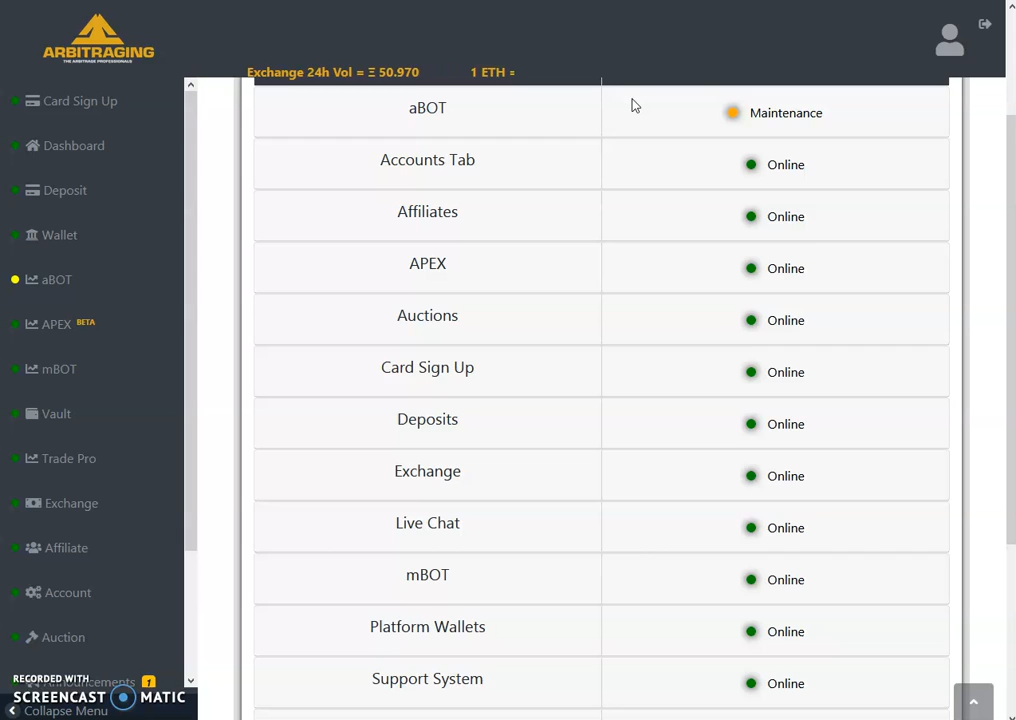 ARBITRAGING
THE ARBITRAGE PROFESSIONALS
Exchange 24h Vol = Ξ 50.970 1 ETH =
Card Sign Up
Dashboard
Deposit
Wallet
aBOT
APEX BETA
mBOT
Vault
Trade Pro
Exchange
Affiliate
Account
Auction
Announcements 1
Collapse Menu
RECORDED WITH
SCREENCAST MATIC
aBOT Maintenance
Accounts Tab Online
Affiliates Online
APEX Online
Auctions Online
Card Sign Up Online
Deposits Online
Exchange Online
Live Chat Online
mBOT Online
Platform Wallets Online
Support System Online